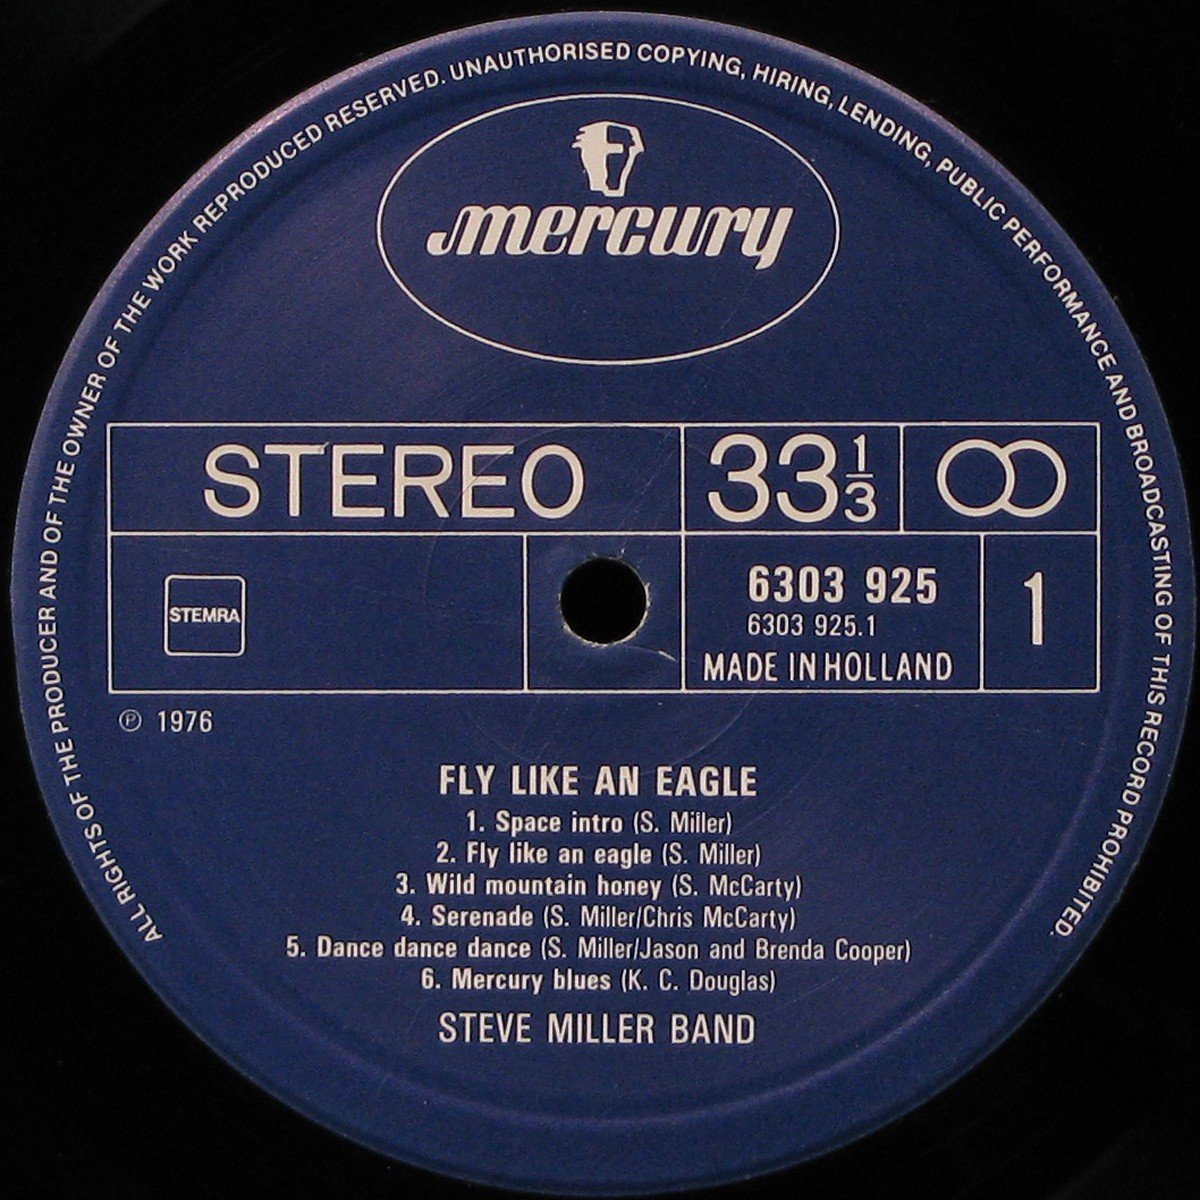 ALL RIGHTS OF THE PRODUCER AND OF THE OWNER OF THE WORK REPRODUCED RESERVED. UNAUTHORISED COPYING, HIRING, LENDING, PUBLIC PERFORMANCE AND BROADCASTING OF THIS RECORD PROHIBITED.
mercury
STEREO 33 1/3
STEMRA
6303 925
6303 925.1
MADE IN HOLLAND
1
℗ 1976
FLY LIKE AN EAGLE
1. Space intro (S. Miller)
2. Fly like an eagle (S. Miller)
3. Wild mountain honey (S. McCarty)
4. Serenade (S. Miller/Chris McCarty)
5. Dance dance dance (S. Miller/Jason and Brenda Cooper)
6. Mercury blues (K. C. Douglas)
STEVE MILLER BAND